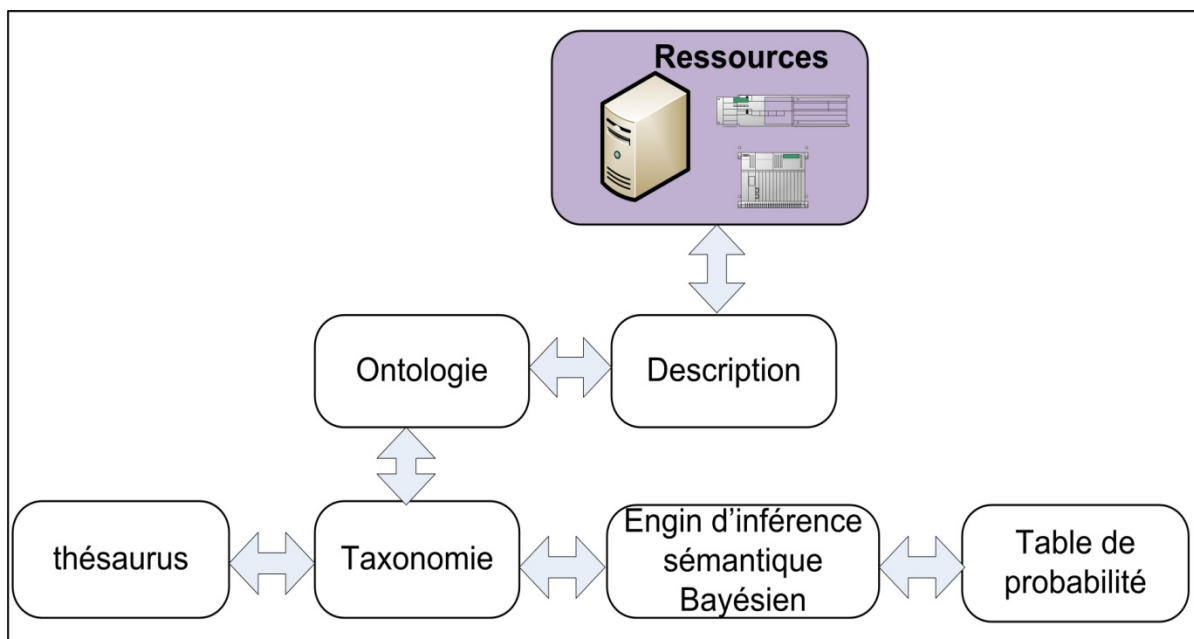 Ressources
Ontologie
Description
thésaurus
Taxonomie
Engin d'inférence
sémantique
Bayésien
Table de
probabilité